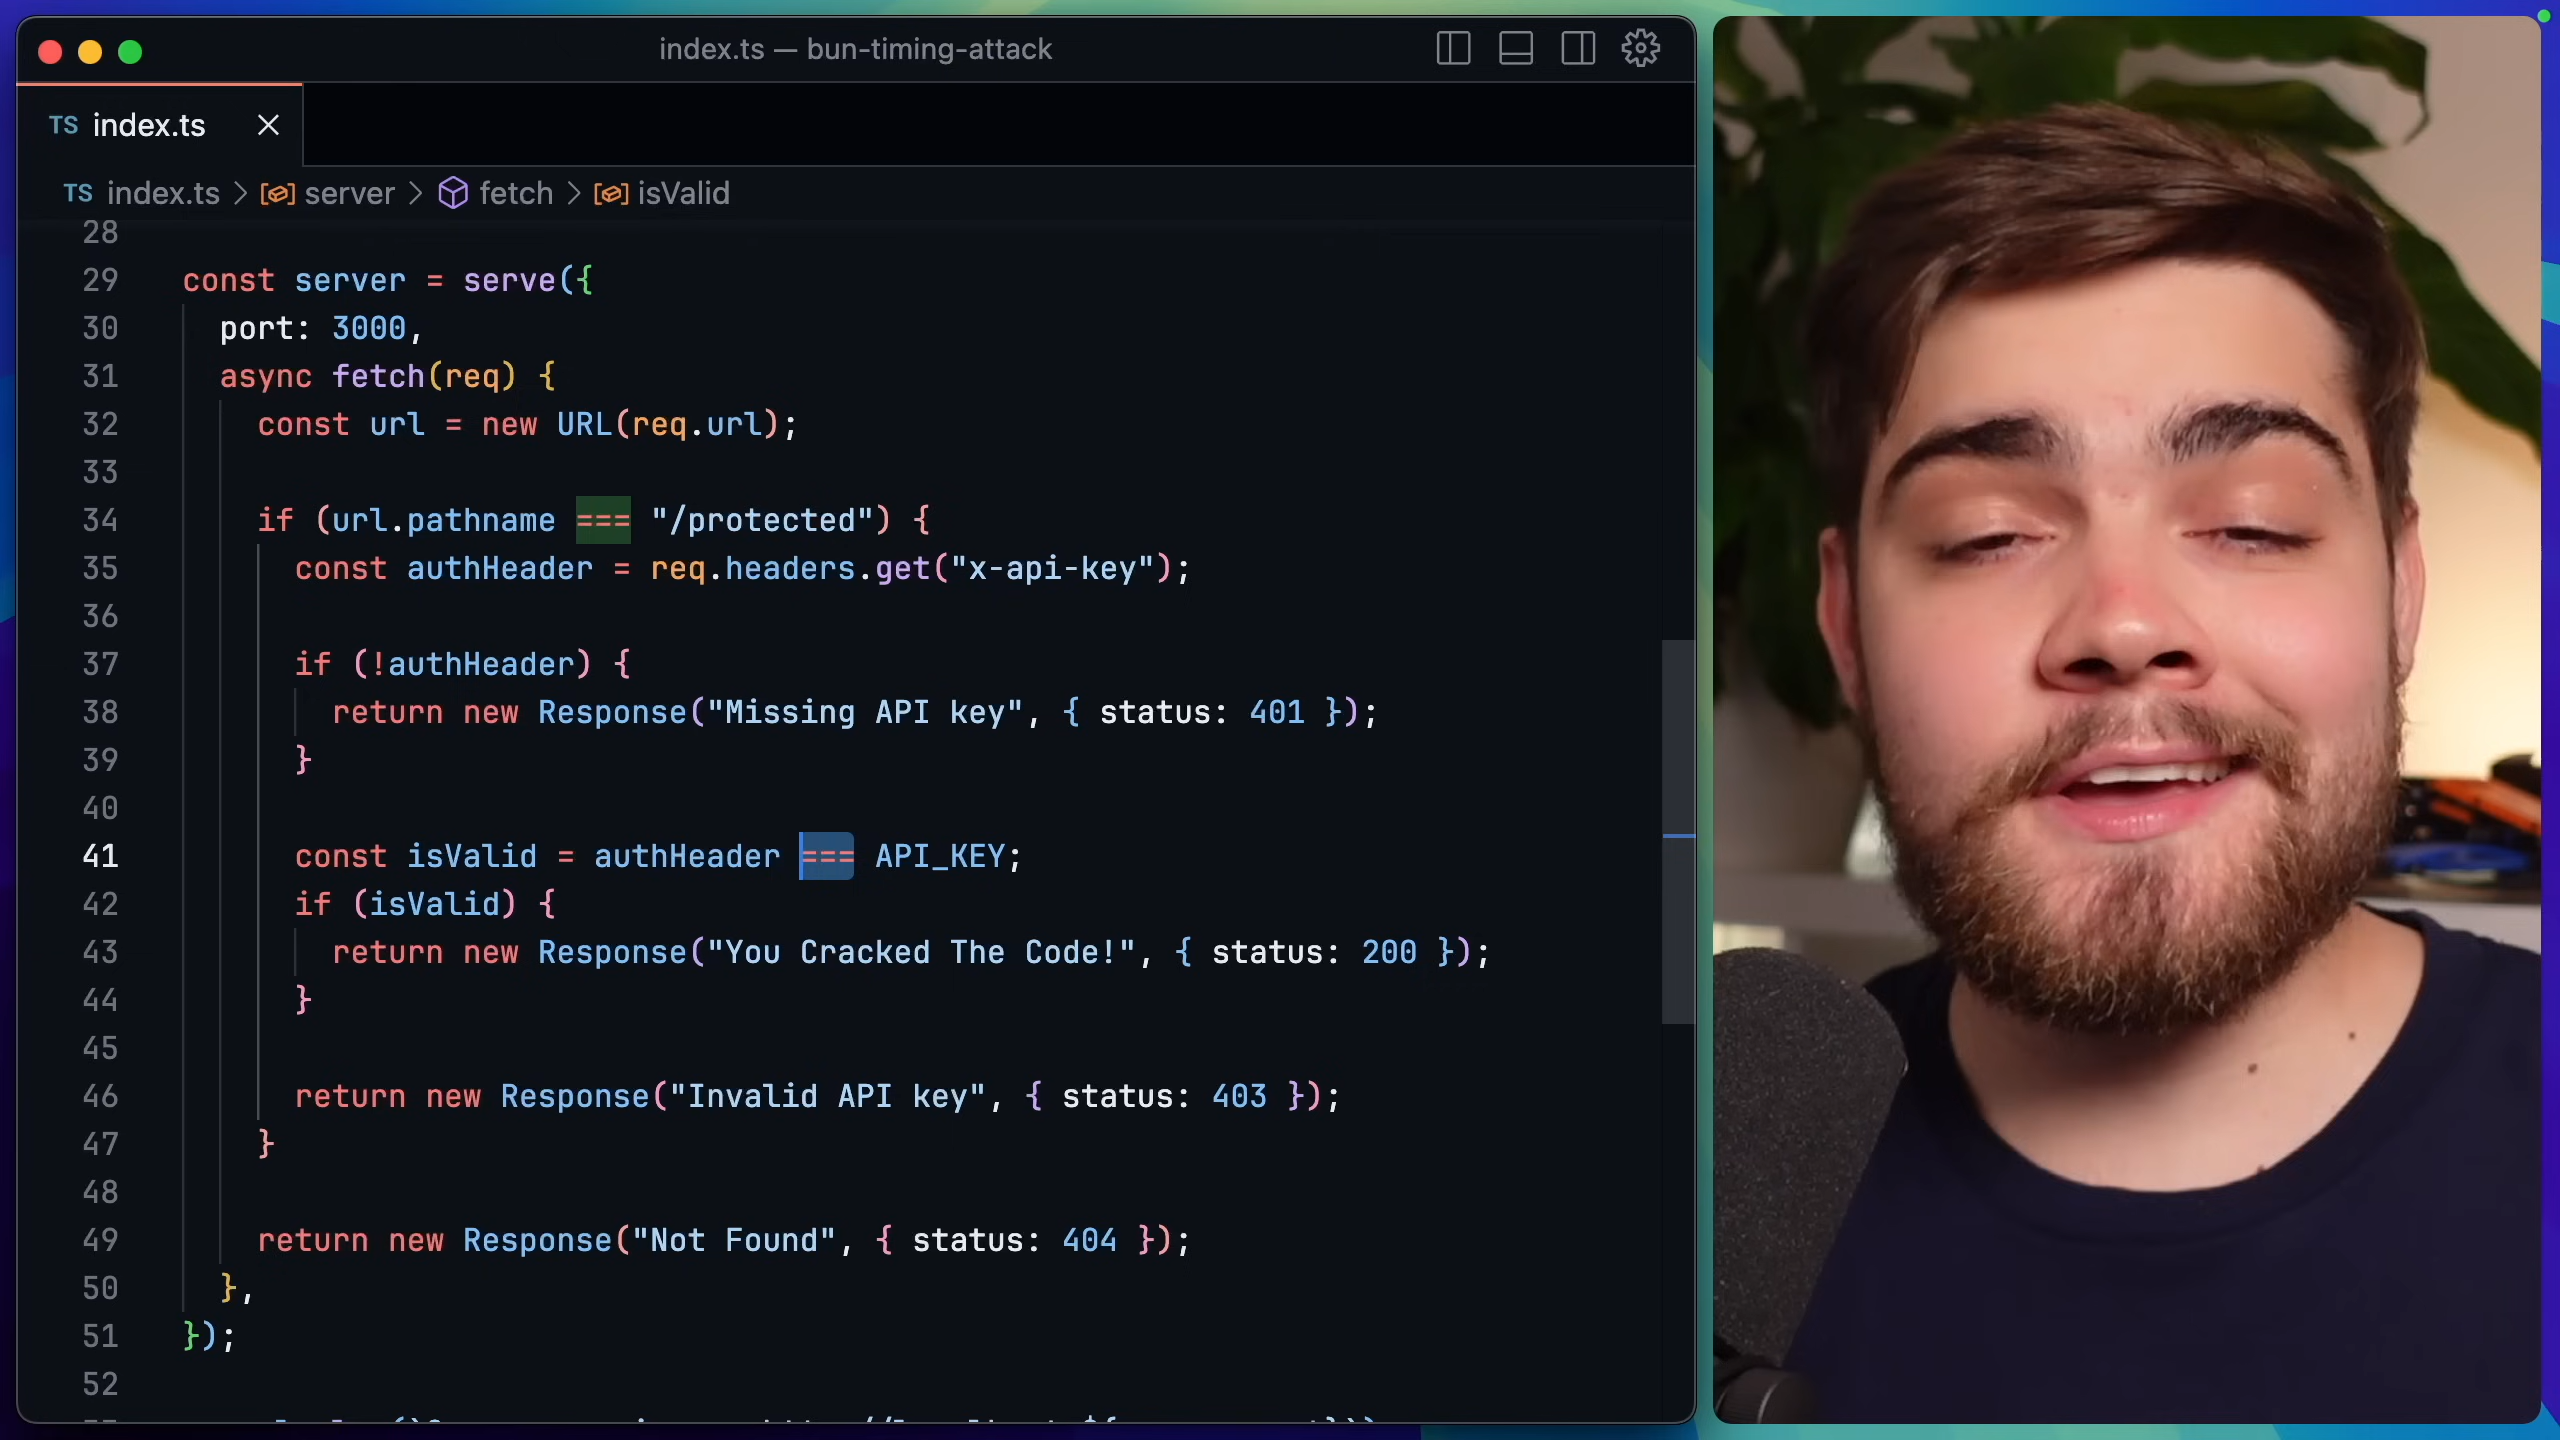 index.ts — bun-timing-attack
TS index.ts
TS index.ts > server > fetch > isValid
28
29 const server = serve({
30 port: 3000,
31 async fetch(req) {
32 const url = new URL(req.url);
33
34 if (url.pathname === "/protected") {
35 const authHeader = req.headers.get("x-api-key");
36
37 if (!authHeader) {
38 return new Response("Missing API key", { status: 401 });
39 }
40
41 const isValid = authHeader === API_KEY;
42 if (isValid) {
43 return new Response("You Cracked The Code!", { status: 200 });
44 }
45
46 return new Response("Invalid API key", { status: 403 });
47 }
48
49 return new Response("Not Found", { status: 404 });
50 },
51 });
52